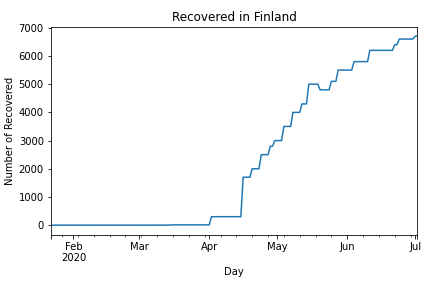 Recovered in Finland
7000
6000
5000
4000
3000
2000
1000
0
Number of Recovered
Feb
2020
Mar
Apr
May
Jun
Jul
Day